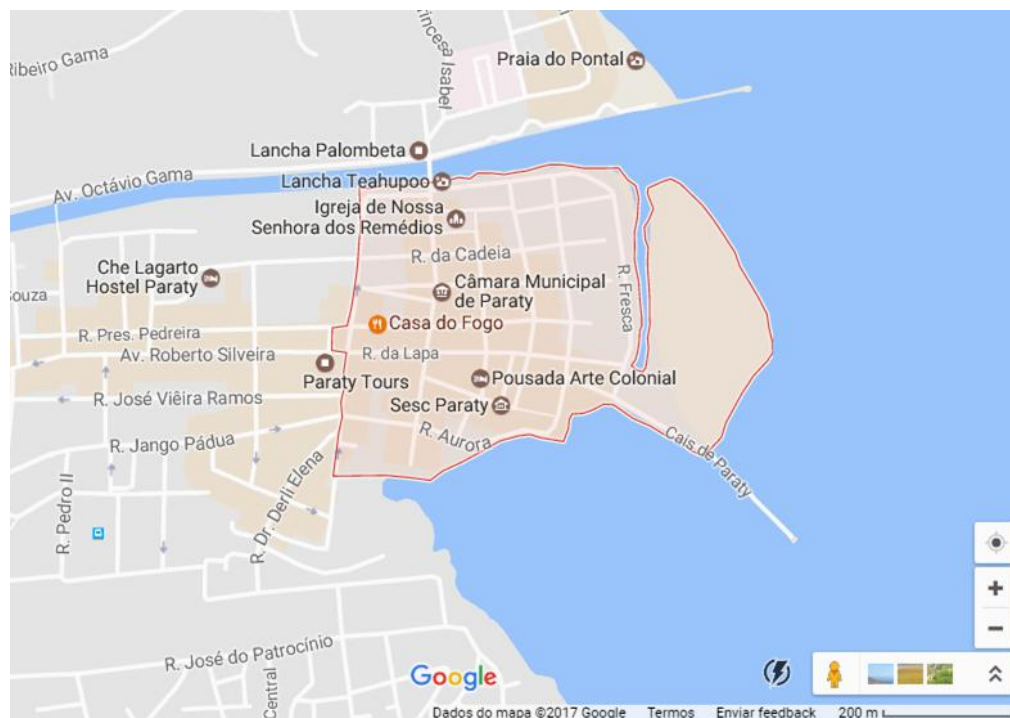 Ribeiro Gama
rincesa Isabel
Praia do Pontal
Lancha Palombeta
Av. Octávio Gama
Lancha Teahupoo
Igreja de Nossa
Senhora dos Remédios
R. da Cadeia
Che Lagarto
Hostel Paraty
Câmara Municipal
de Paraty
R. Fresca
ouza
Casa do Fogo
R. Pres. Pedreira
Av. Roberto Silveira
R. da Lapa
Paraty Tours
Pousada Arte Colonial
R. José Viêira Ramos
Sesc Paraty
R. Jango Pádua
R. Aurora
Cais de Paraty
R. Dr. Derli Elena
R. Pedro II
R. José do Patrocínio
Central
Google
Dados do mapa ©2017 Google Termos Enviar feedback 200 m